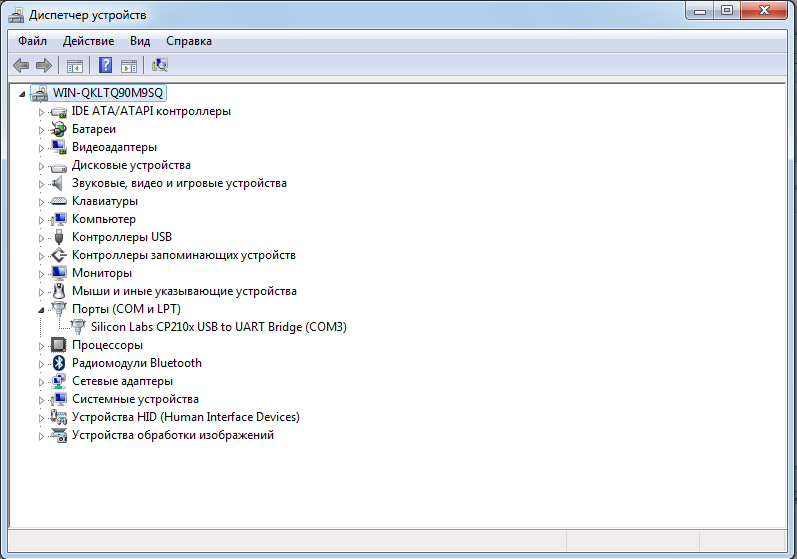 Диспетчер устройств
Файл Действие Вид Справка
WIN-QKLTQ90M9SQ
IDE ATA/ATAPI контроллеры
Батареи
Видеоадаптеры
Дисковые устройства
Звуковые, видео и игровые устройства
Клавиатуры
Компьютер
Контроллеры USB
Контроллеры запоминающих устройств
Мониторы
Мыши и иные указывающие устройства
Порты (COM и LPT)
Silicon Labs CP210x USB to UART Bridge (COM3)
Процессоры
Радиомодули Bluetooth
Сетевые адаптеры
Системные устройства
Устройства HID (Human Interface Devices)
Устройства обработки изображений